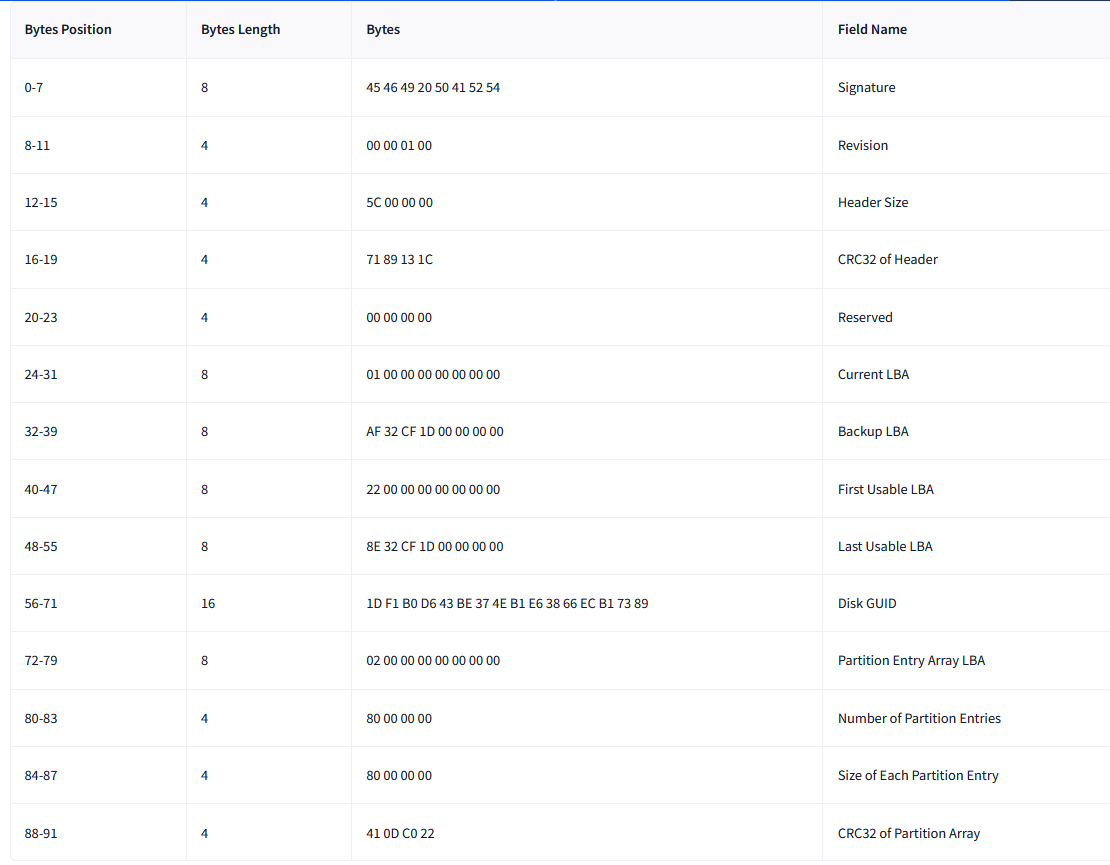 Bytes Position Bytes Length Bytes Field Name
0-7 8 45 46 49 20 50 41 52 54 Signature
8-11 4 00 00 01 00 Revision
12-15 4 5C 00 00 00 Header Size
16-19 4 71 89 13 1C CRC32 of Header
20-23 4 00 00 00 00 Reserved
24-31 8 01 00 00 00 00 00 00 00 Current LBA
32-39 8 AF 32 CF 1D 00 00 00 00 Backup LBA
40-47 8 22 00 00 00 00 00 00 00 First Usable LBA
48-55 8 8E 32 CF 1D 00 00 00 00 Last Usable LBA
56-71 16 1D F1 B0 D6 43 BE 37 4E B1 E6 38 66 EC B1 73 89 Disk GUID
72-79 8 02 00 00 00 00 00 00 00 Partition Entry Array LBA
80-83 4 80 00 00 00 Number of Partition Entries
84-87 4 80 00 00 00 Size of Each Partition Entry
88-91 4 41 0D C0 22 CRC32 of Partition Array